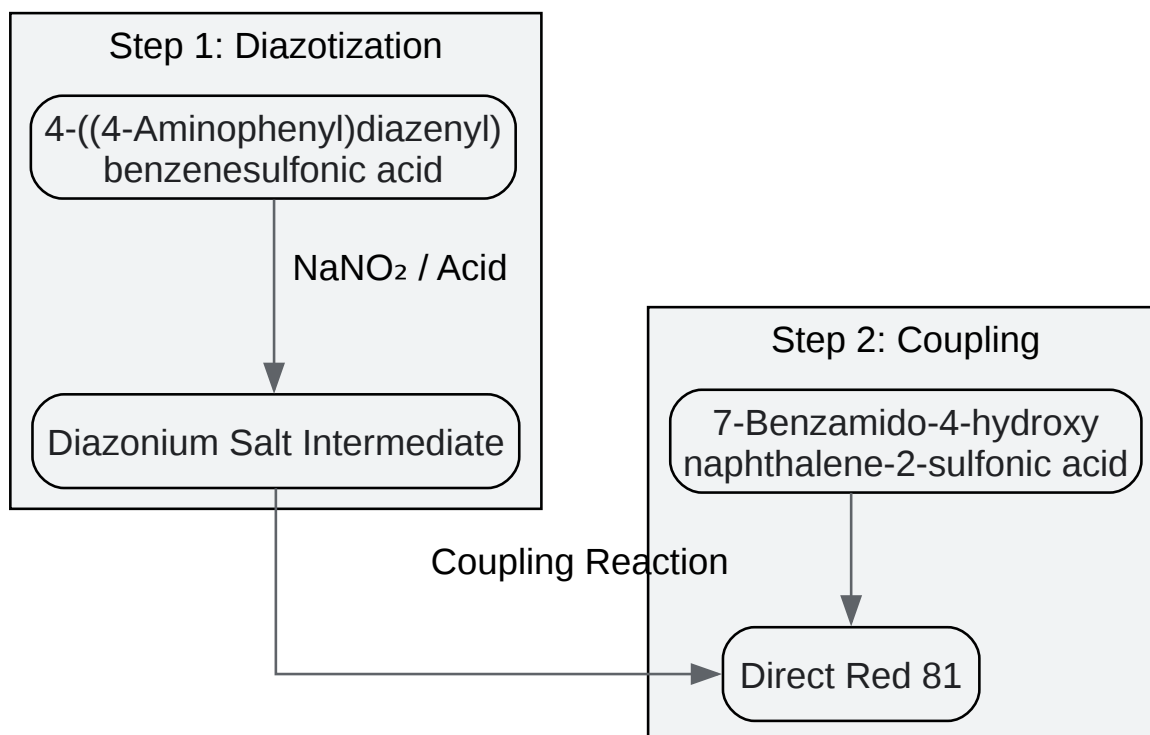 Step 1: Diazotization
4-((4-Aminophenyl)diazenyl)
benzenesulfonic acid
NaNO₂ / Acid
Diazonium Salt Intermediate
Step 2: Coupling
7-Benzamido-4-hydroxy
naphthalene-2-sulfonic acid
Coupling Reaction
Direct Red 81